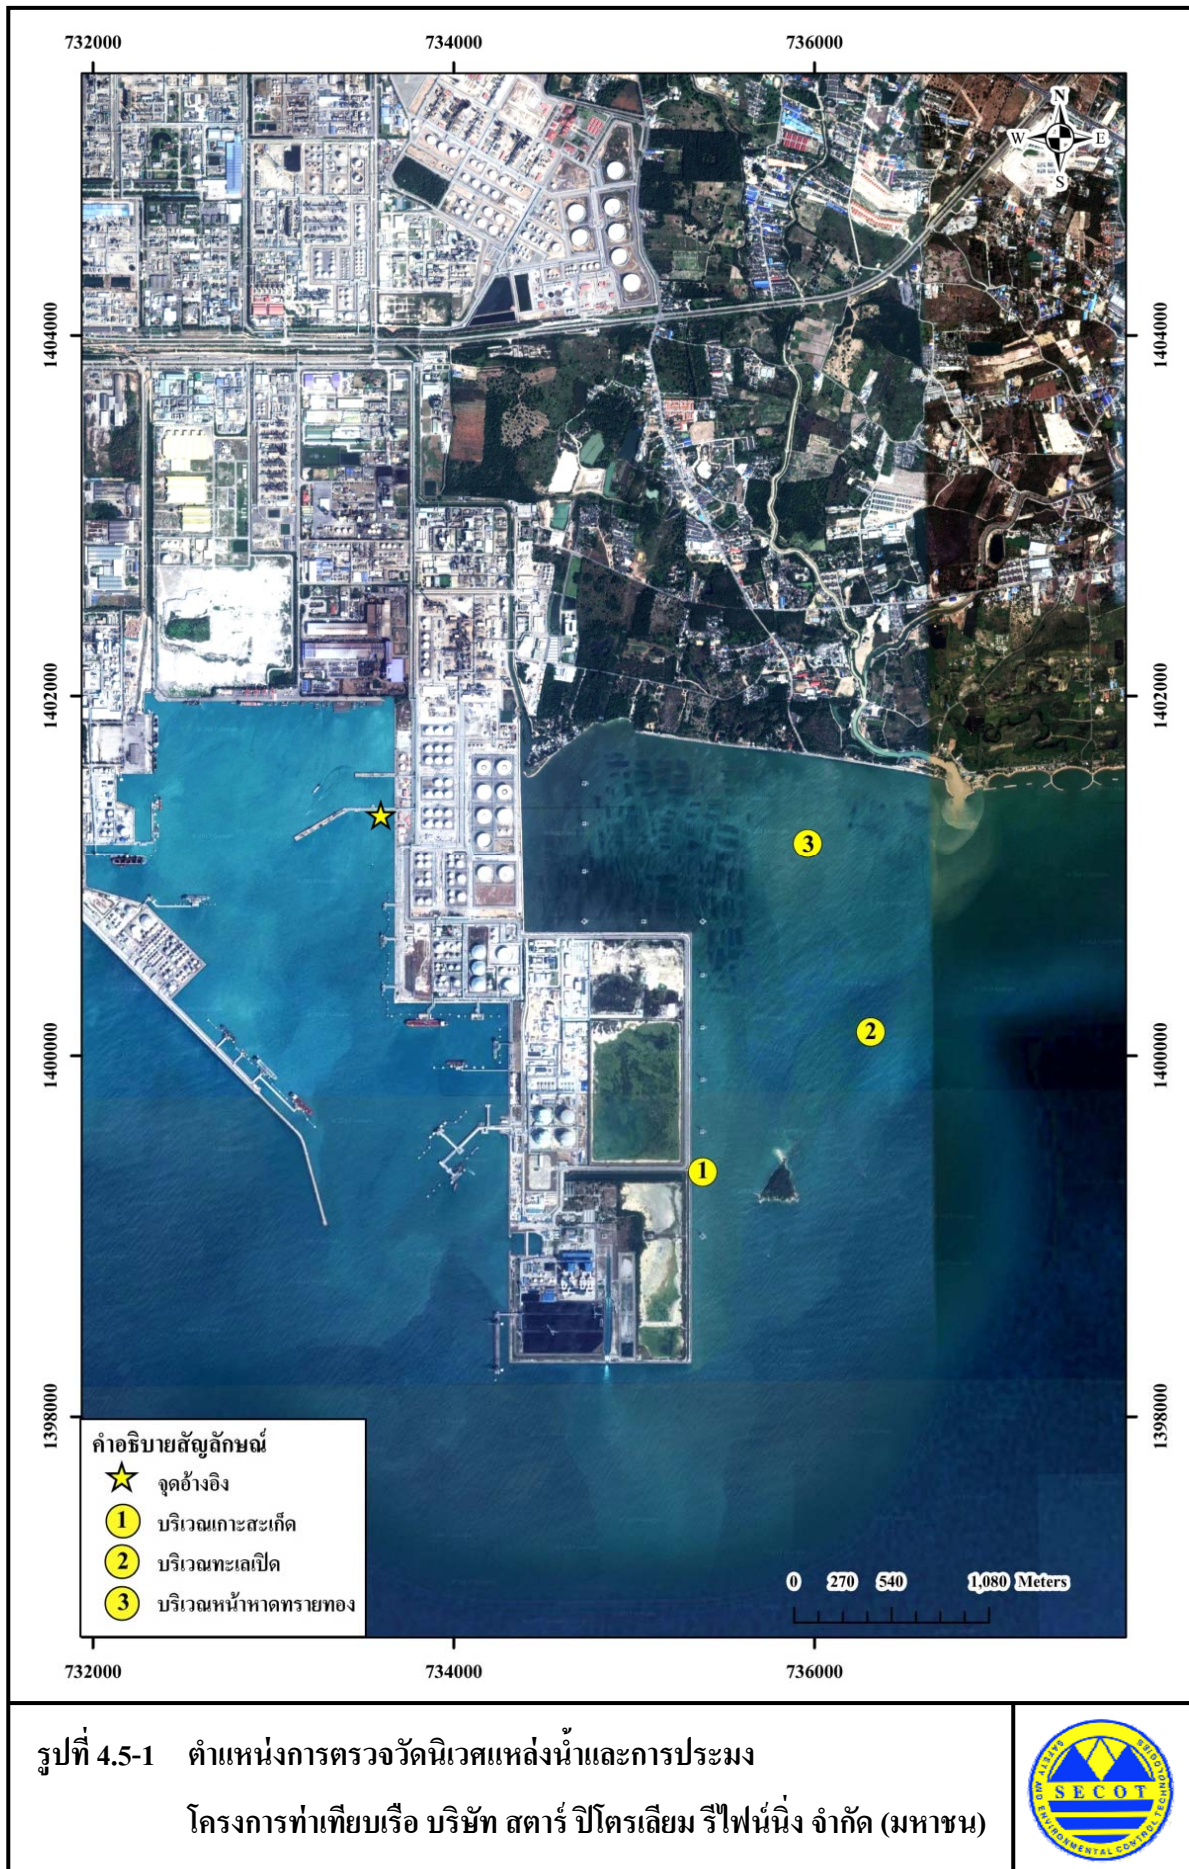 732000 734000 736000
N
W E
S
1404000 1404000
1402000 1402000
3
2
1400000 1400000
1
1398000 1398000
คำอธิบายสัญลักษณ์
จุดอ้างอิง
1 บริเวณเกาะสะเก็ด
2 บริเวณทะเลเปิด
3 บริเวณหน้าหาดทรายทอง
0 270 540 1,080 Meters
732000 734000 736000
รูปที่ 4.5-1 ตำแหน่งการตรวจวัดนิเวศแหล่งน้ำและการประมง
โครงการท่าเทียบเรือ บริษัท สตาร์ ปิโตรเลียม รีไฟน์นิ่ง จำกัด (มหาชน)
SECOT
SAFETY AND ENVIRONMENTAL CONTROL TECHNOLOGIES